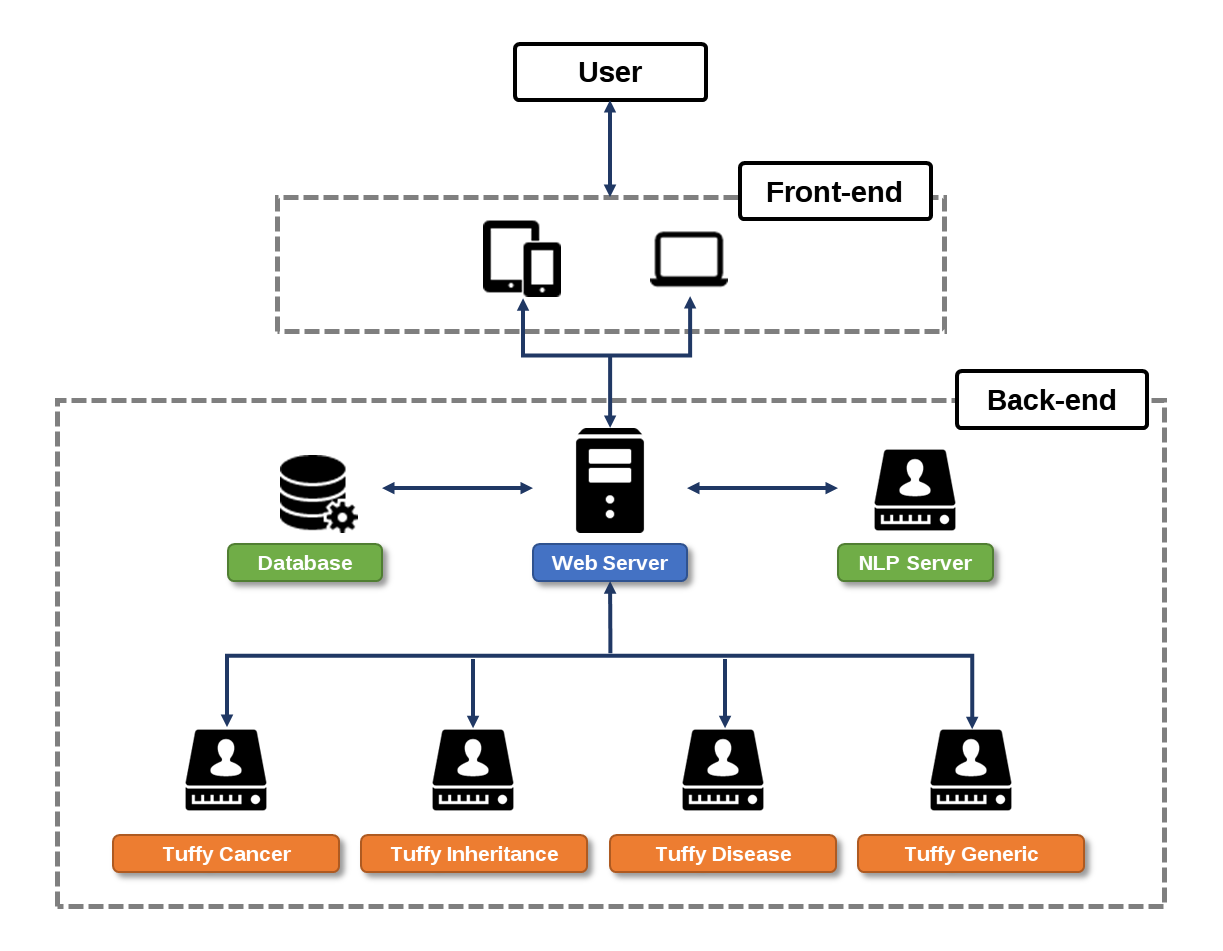 User
Front-end
Back-end
Database
Web Server
NLP Server
Tuffy Cancer
Tuffy Inheritance
Tuffy Disease
Tuffy Generic